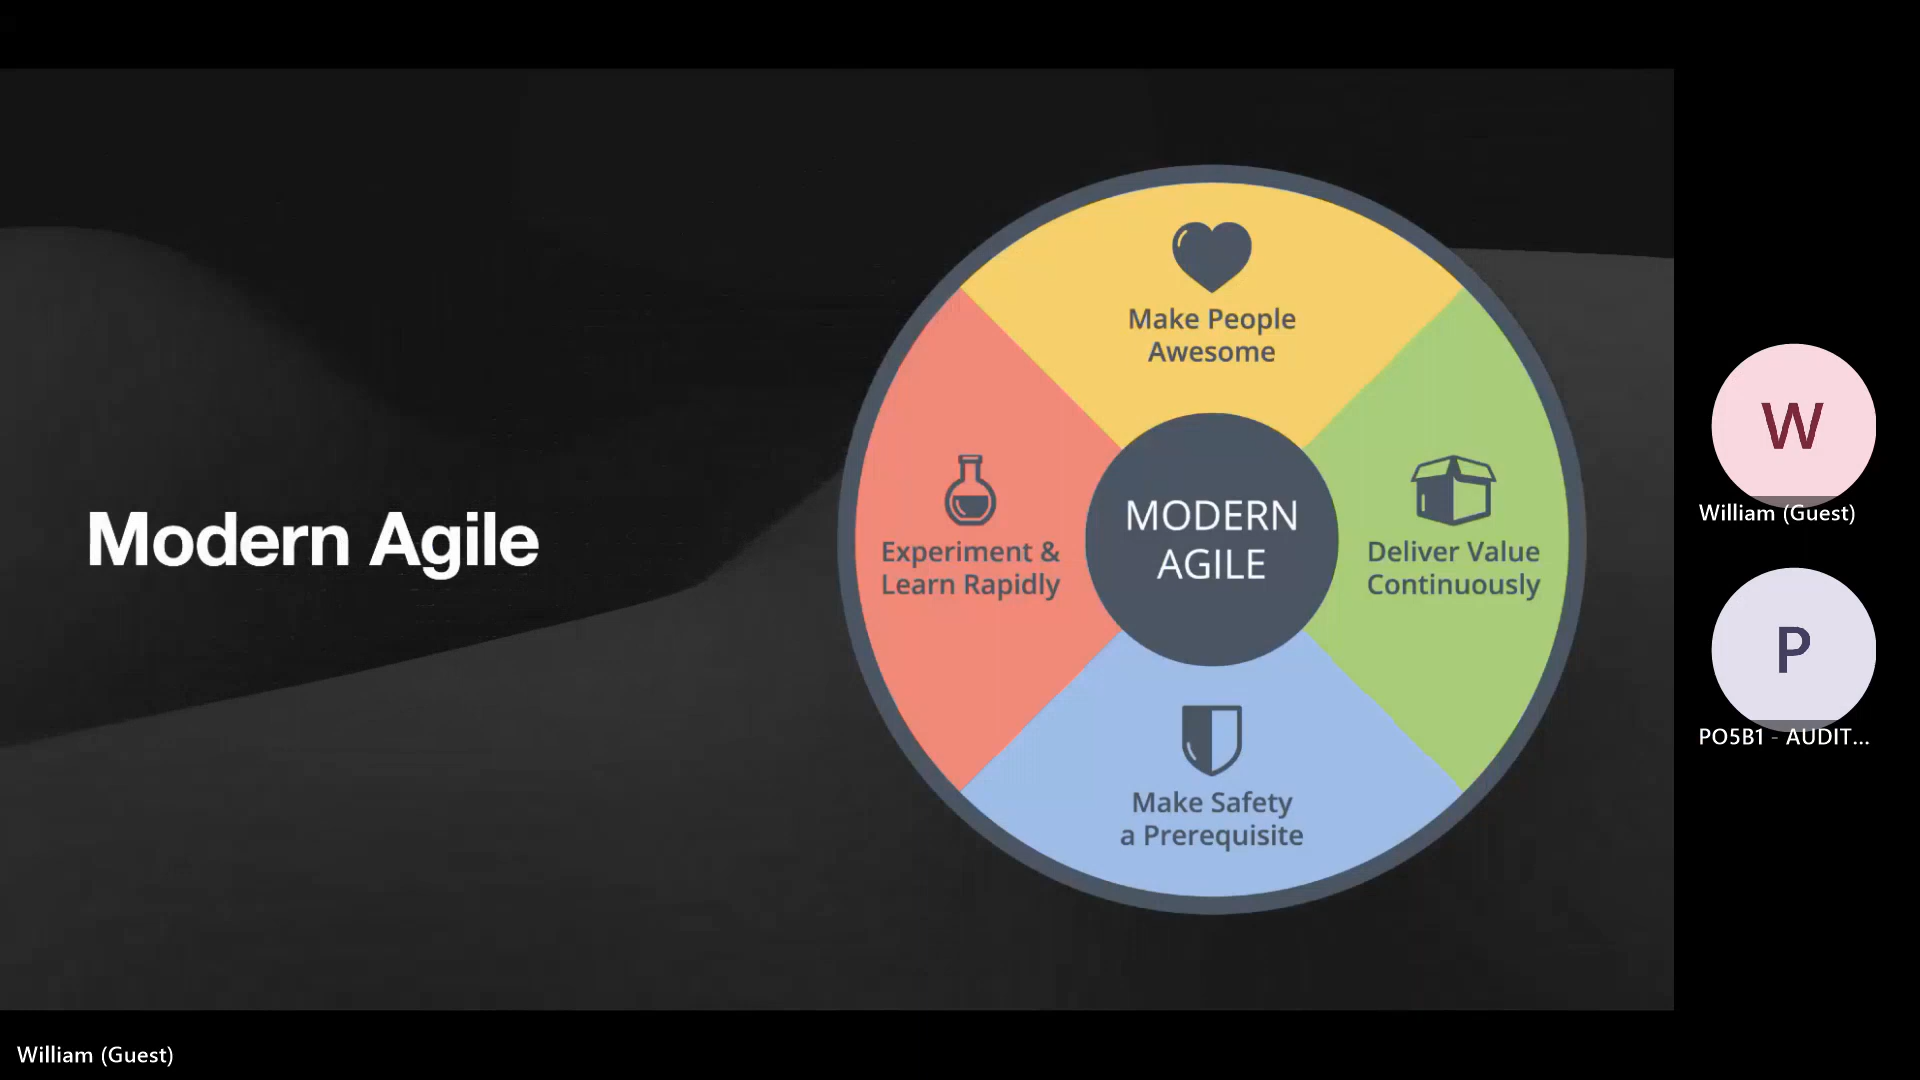 Modern Agile
Make People
Awesome
Experiment &
Learn Rapidly
MODERN
AGILE
Deliver Value
Continuously
Make Safety
a Prerequisite
W
William (Guest)
P
PO5B1 - AUDIT...
William (Guest)